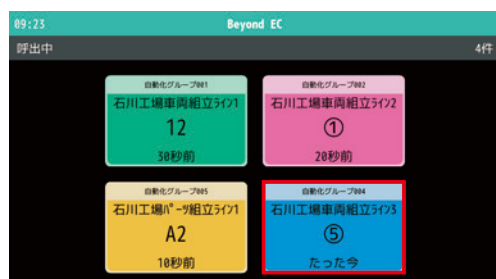 09:23
Beyond EC
呼出中
4件
自動化グループ001
石川工場車両組立ライン1
12
30秒前
自動化グループ002
石川工場車両組立ライン2
①
20秒前
自動化グループ005
石川工場パーツ組立ライン1
A2
10秒前
自動化グループ004
石川工場車両組立ライン3
⑤
たった今